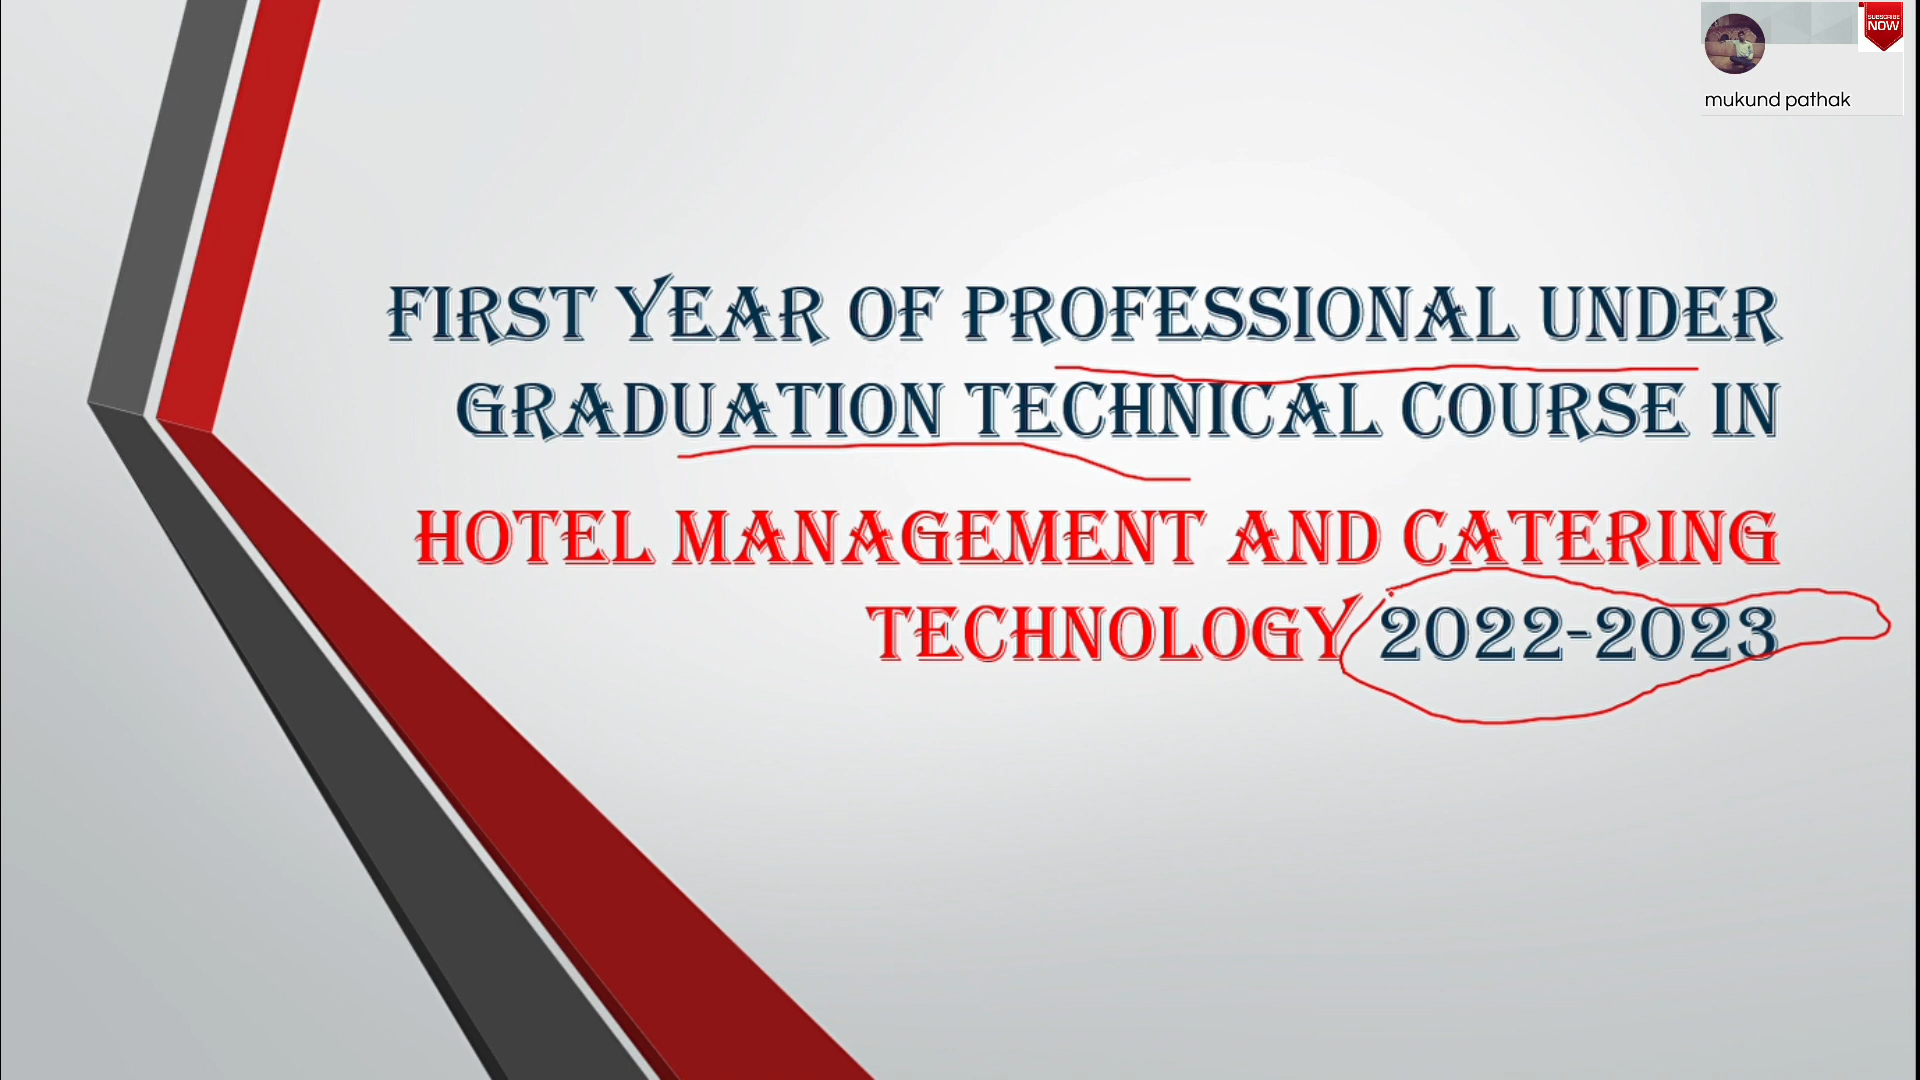 SUBSCRIBE
NOW
mukund pathak
FIRST YEAR OF PROFESSIONAL UNDER
GRADUATION TECHNICAL COURSE IN
HOTEL MANAGEMENT AND CATERING
TECHNOLOGY 2022-2023